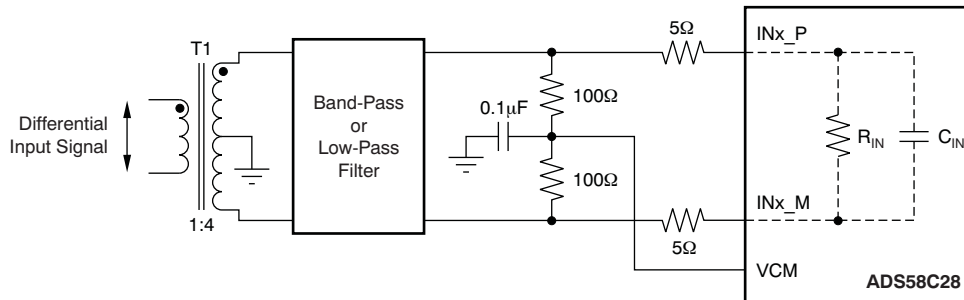 T1
Differential
Input Signal
1:4
Band-Pass
or
Low-Pass
Filter
0.1µF
100Ω
100Ω
5Ω
5Ω
INx_P
R_IN
C_IN
INx_M
VCM
ADS58C28